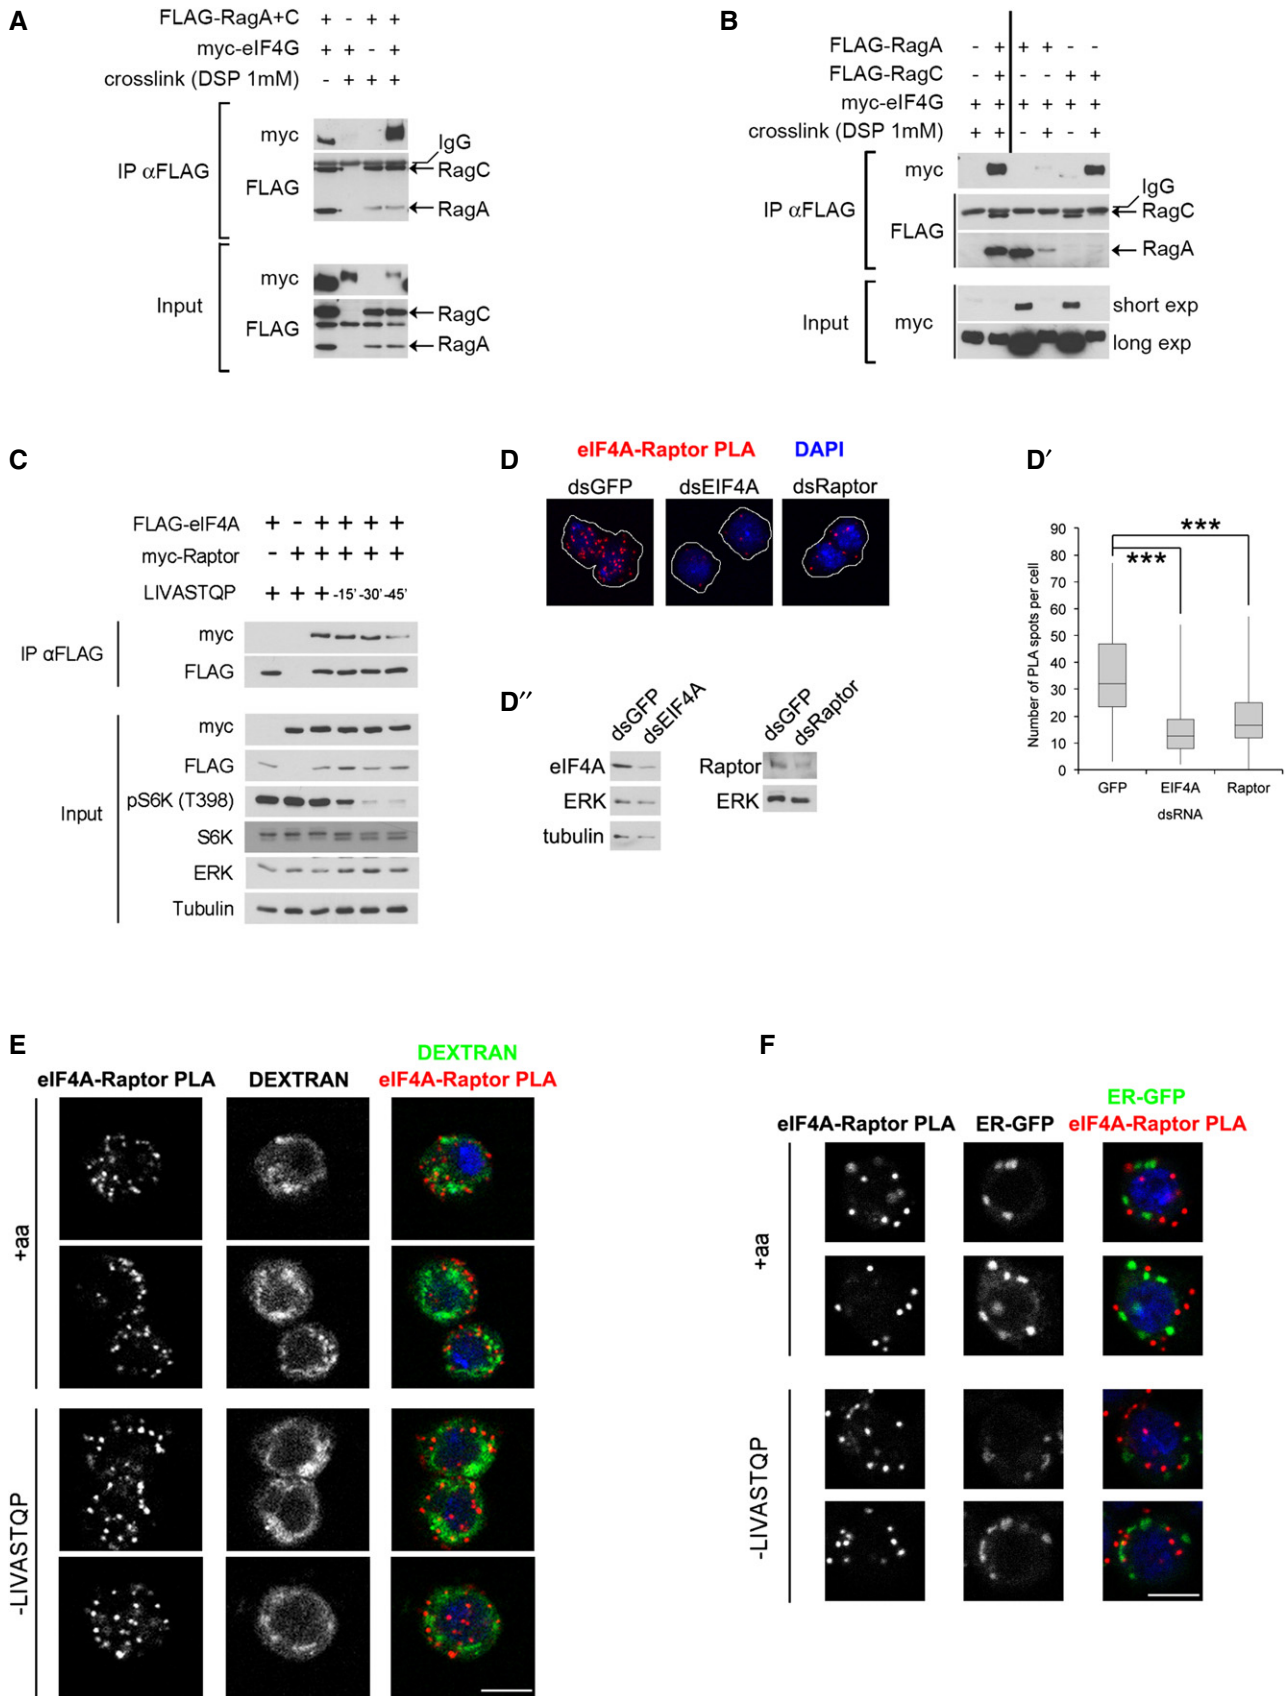 A
FLAG-RagA+C + - + +
myc-eIF4G + + - +
crosslink (DSP 1mM) - + + +
IP αFLAG
myc
FLAG
IgG
RagC
RagA
Input
myc
FLAG
RagC
RagA
B
FLAG-RagA - + + + - -
FLAG-RagC - + - - + +
myc-eIF4G + + + + + +
crosslink (DSP 1mM) + + - + - +
IP αFLAG
myc
FLAG
IgG
RagC
RagA
Input
myc
short exp
long exp
C
FLAG-eIF4A + - + + + +
myc-Raptor - + + + + +
LIVASTQP + + + -15' -30' -45'
IP αFLAG
myc
FLAG
Input
myc
FLAG
pS6K (T398)
S6K
ERK
Tubulin
D
eIF4A-Raptor PLA DAPI
dsGFP dsEIF4A dsRaptor
D′
Number of PLA spots per cell
90
80
70
60
50
40
30
20
10
0
***
***
GFP EIF4A Raptor
dsRNA
D″
dsGFP dsEIF4A
eIF4A
ERK
tubulin
dsGFP dsRaptor
Raptor
ERK
E
DEXTRAN
eIF4A-Raptor PLA DEXTRAN eIF4A-Raptor PLA
+aa
-LIVASTQP
F
ER-GFP
eIF4A-Raptor PLA ER-GFP eIF4A-Raptor PLA
+aa
-LIVASTQP